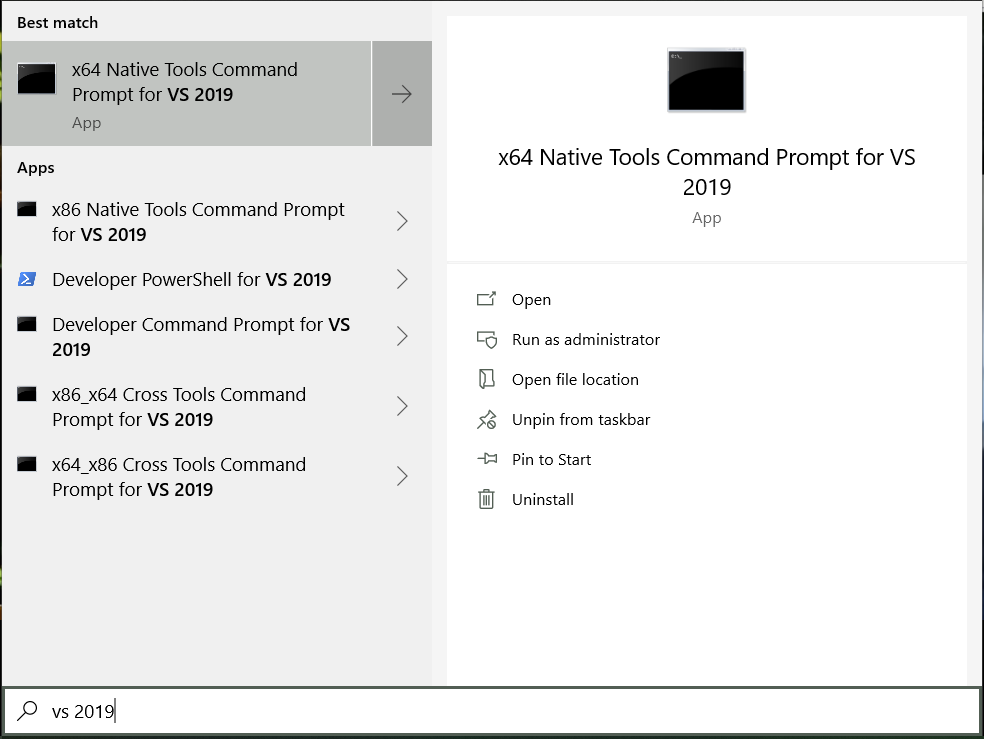 Best match
x64 Native Tools Command
Prompt for VS 2019
App
Apps
x86 Native Tools Command Prompt
for VS 2019
Developer PowerShell for VS 2019
Developer Command Prompt for VS
2019
x86_x64 Cross Tools Command
Prompt for VS 2019
x64_x86 Cross Tools Command
Prompt for VS 2019
x64 Native Tools Command Prompt for VS
2019
App
Open
Run as administrator
Open file location
Unpin from taskbar
Pin to Start
Uninstall
vs 2019